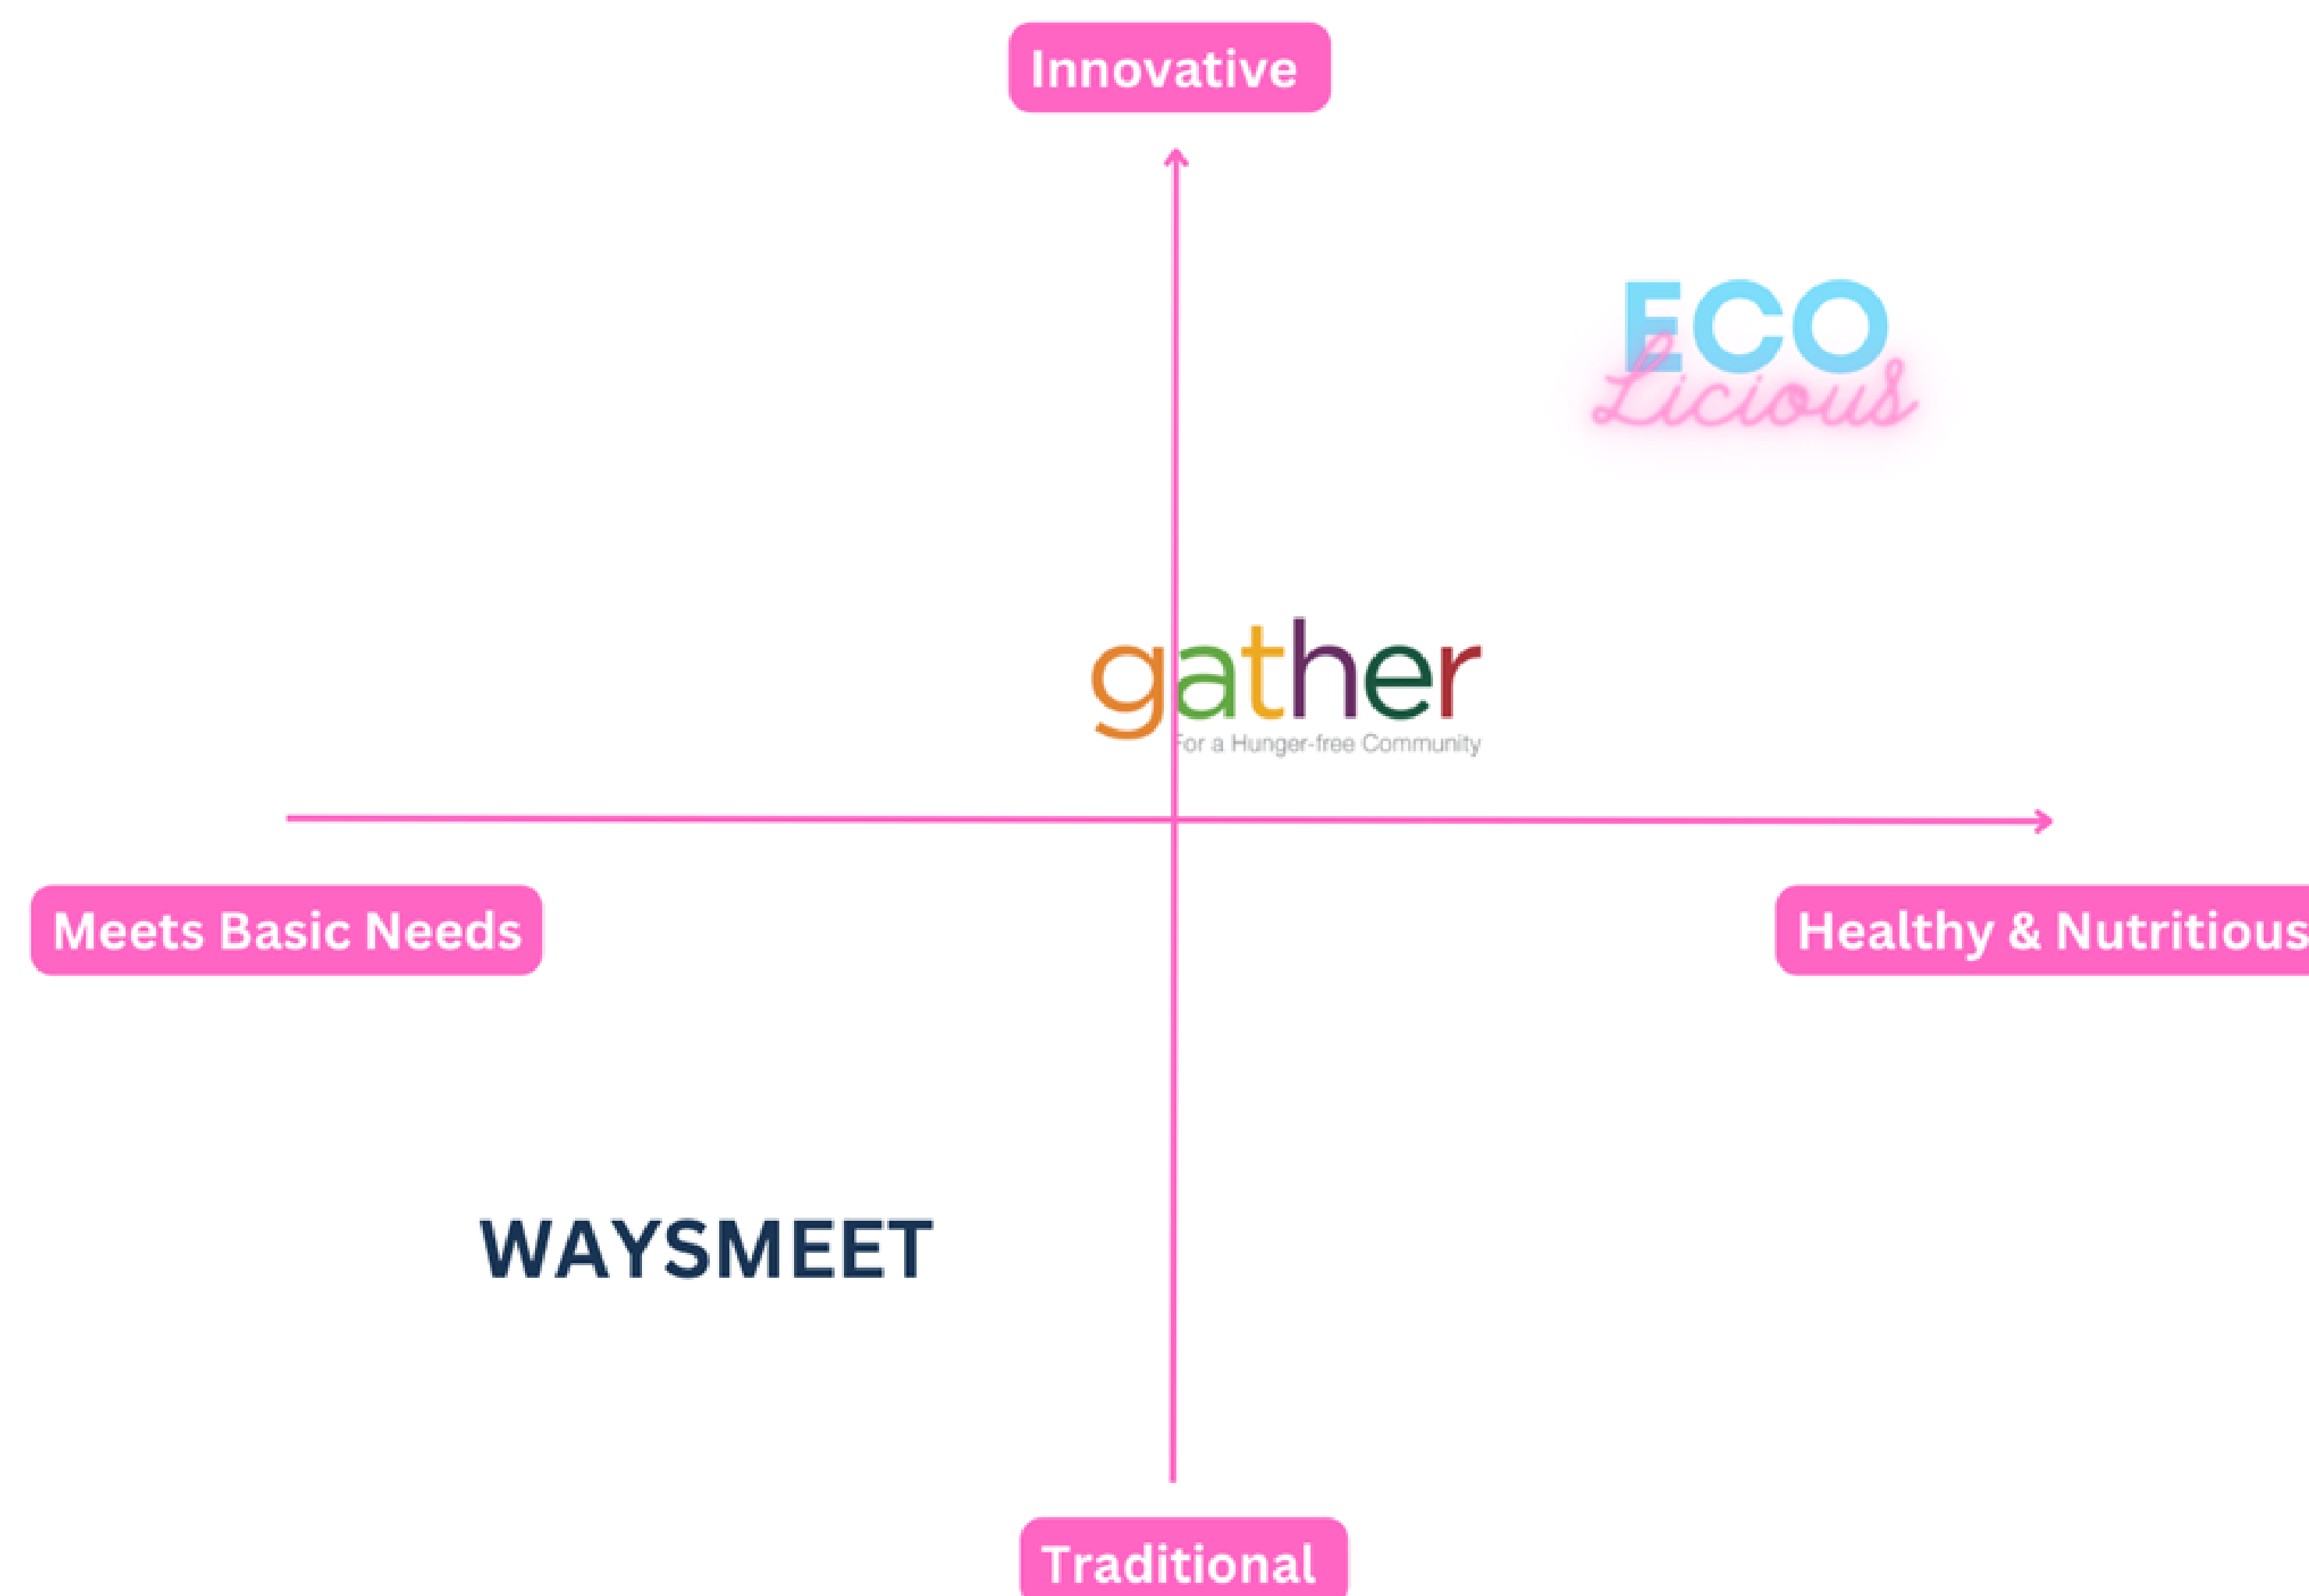 Innovative
ECO
Licious
gather
For a Hunger-free Community
Meets Basic Needs
Healthy & Nutritious
WAYSMEET
Traditional